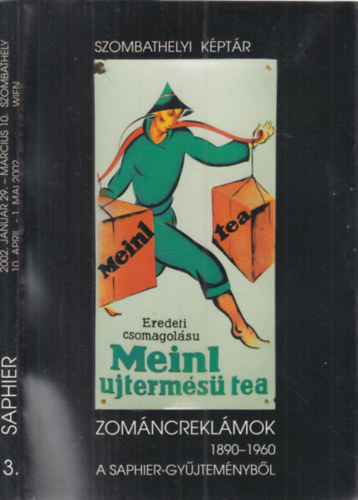 SZOMBATHELYI KÉPTÁR
Meinl
tea
Eredeti
csomagolásu
Meinl
ujtermésü tea
ZOMÁNCREKLÁMOK
1890-1960
A SAPHIER-GYŰJTEMÉNYBŐL
3.
SAPHIER
2002. JANUÁR 29. - MÁRCIUS 10. SZOMBATHELY
10. APRIL - 1. MAI 2002 WIEN